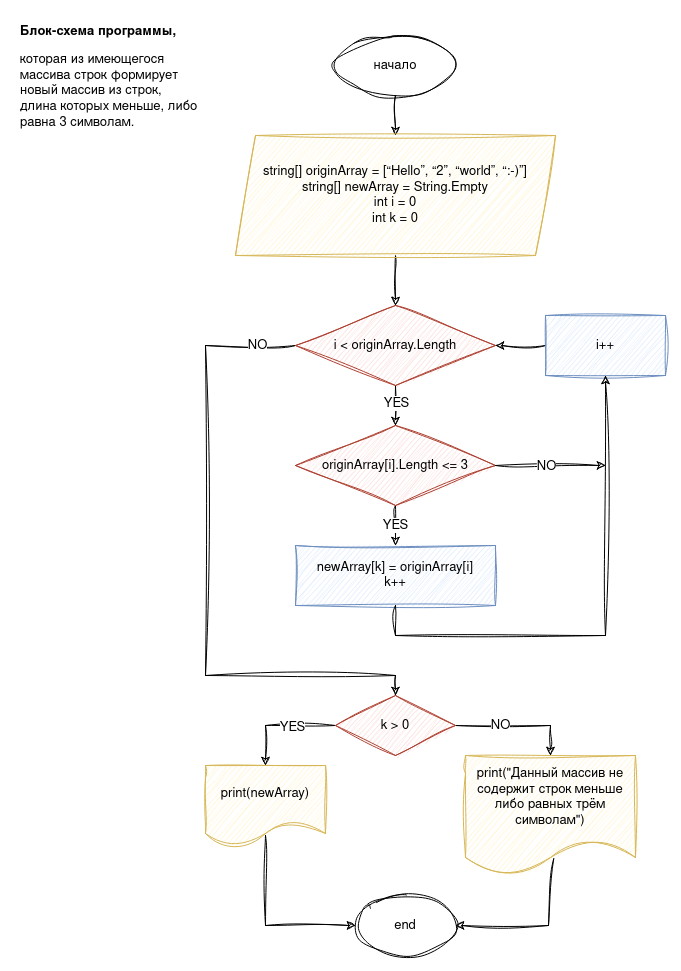 Блок-схема программы,
которая из имеющегося
массива строк формирует
новый массив из строк,
длина которых меньше, либо
равна 3 символам.
начало
string[] originArray = [“Hello”, “2”, “world”, “:-)”]
string[] newArray = String.Empty
int i = 0
int k = 0
NO
i < originArray.Length
i++
YES
originArray[i].Length <= 3
NO
YES
newArray[k] = originArray[i]
k++
YES
k > 0
NO
print(newArray)
print("Данный массив не
содержит строк меньше
либо равных трём
символам")
end